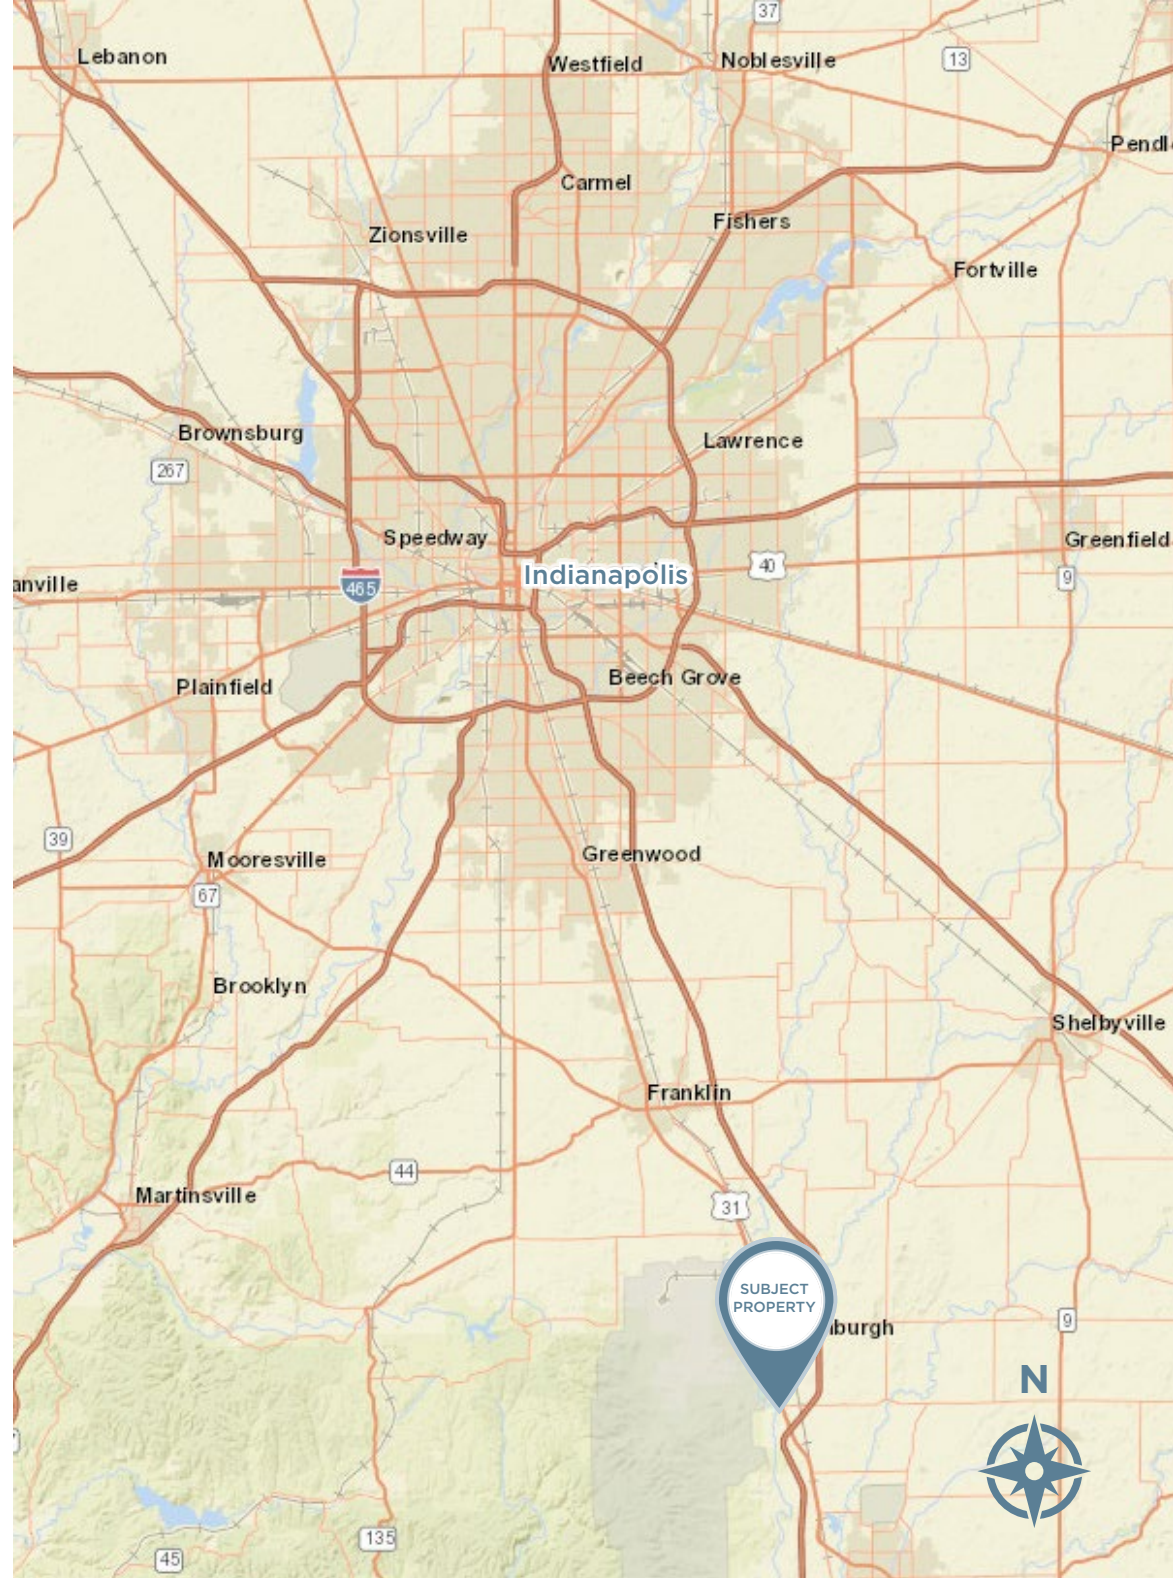 37
Lebanon
Westfield
Noblesville
13
Pendl
Carmel
Fishers
Zionsville
Fortville
Brownsburg
Lawrence
267
Speedway
Greenfield
Indianapolis
40
9
anville
465
Beech Grove
Plainfield
39
Mooresville
Greenwood
67
Brooklyn
Shelbyville
Franklin
44
Martinsville
31
SUBJECT
PROPERTY
nburgh
9
N
135
45